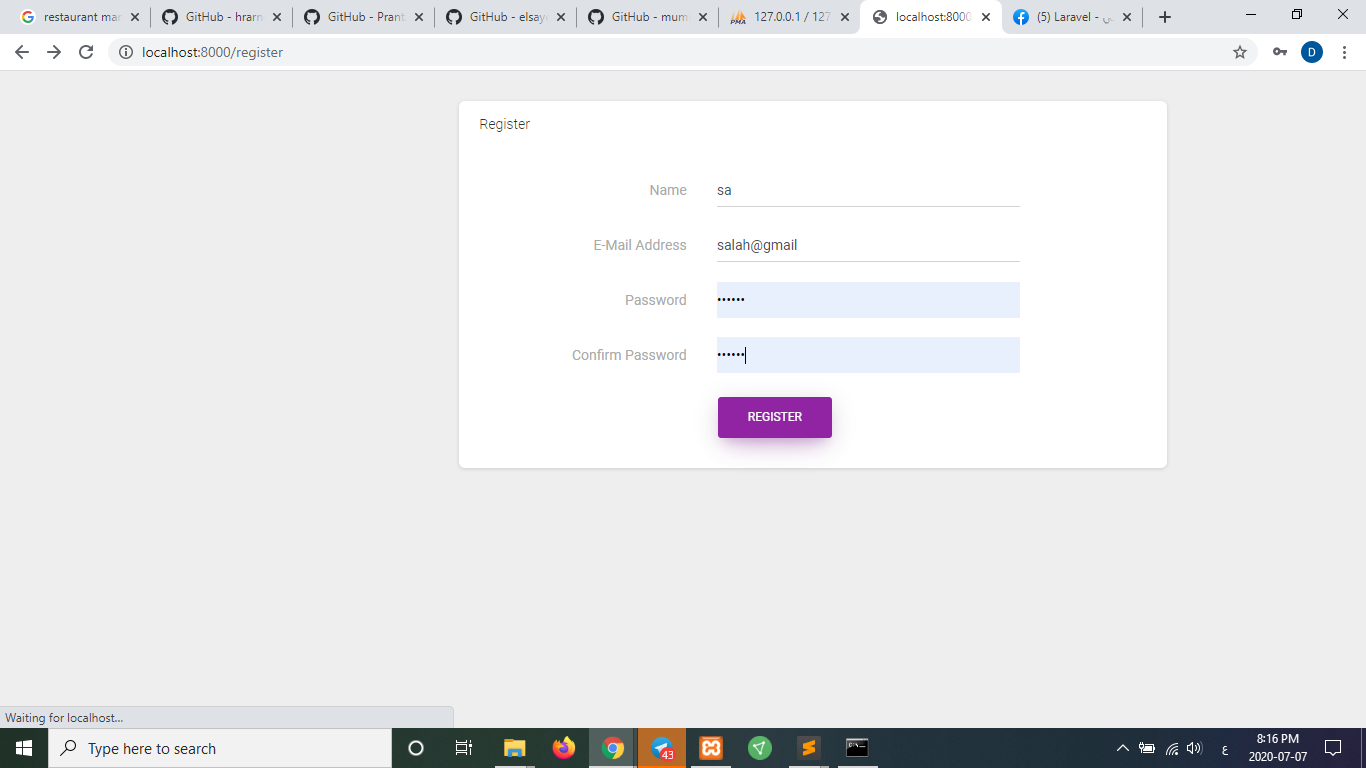 restaurant mar
GitHub - hrarn
GitHub - Prant
GitHub - elsay
GitHub - mum
PMA
127.0.0.1 / 127
localhost:8000
(5) Laravel -
localhost:8000/register
D
Register
Name
sa
E-Mail Address
salah@gmail
Password
••••••
Confirm Password
••••••
REGISTER
Waiting for localhost...
Type here to search
43
ع
8:16 PM
2020-07-07